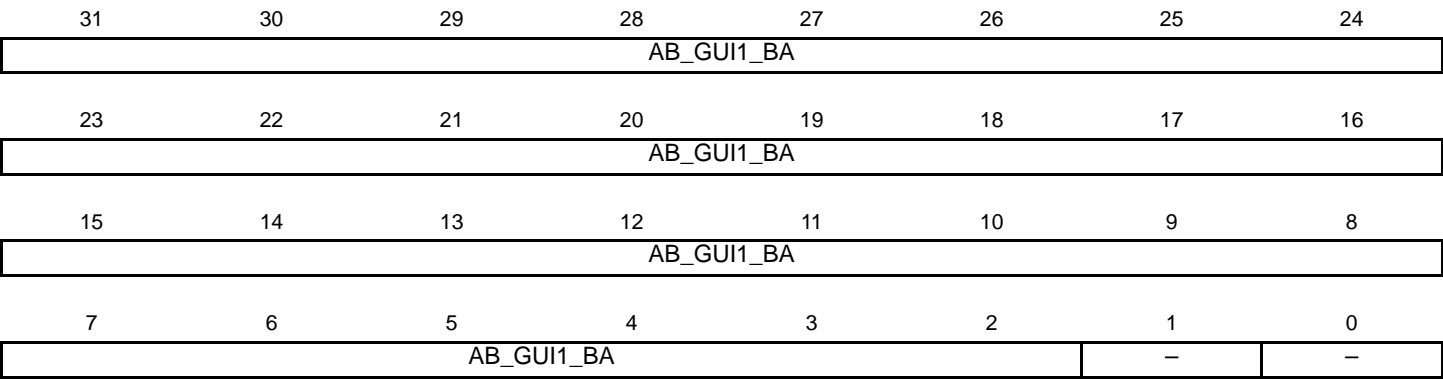 31 30 29 28 27 26 25 24
AB_GUI1_BA
23 22 21 20 19 18 17 16
AB_GUI1_BA
15 14 13 12 11 10 9 8
AB_GUI1_BA
7 6 5 4 3 2 1 0
AB_GUI1_BA – –